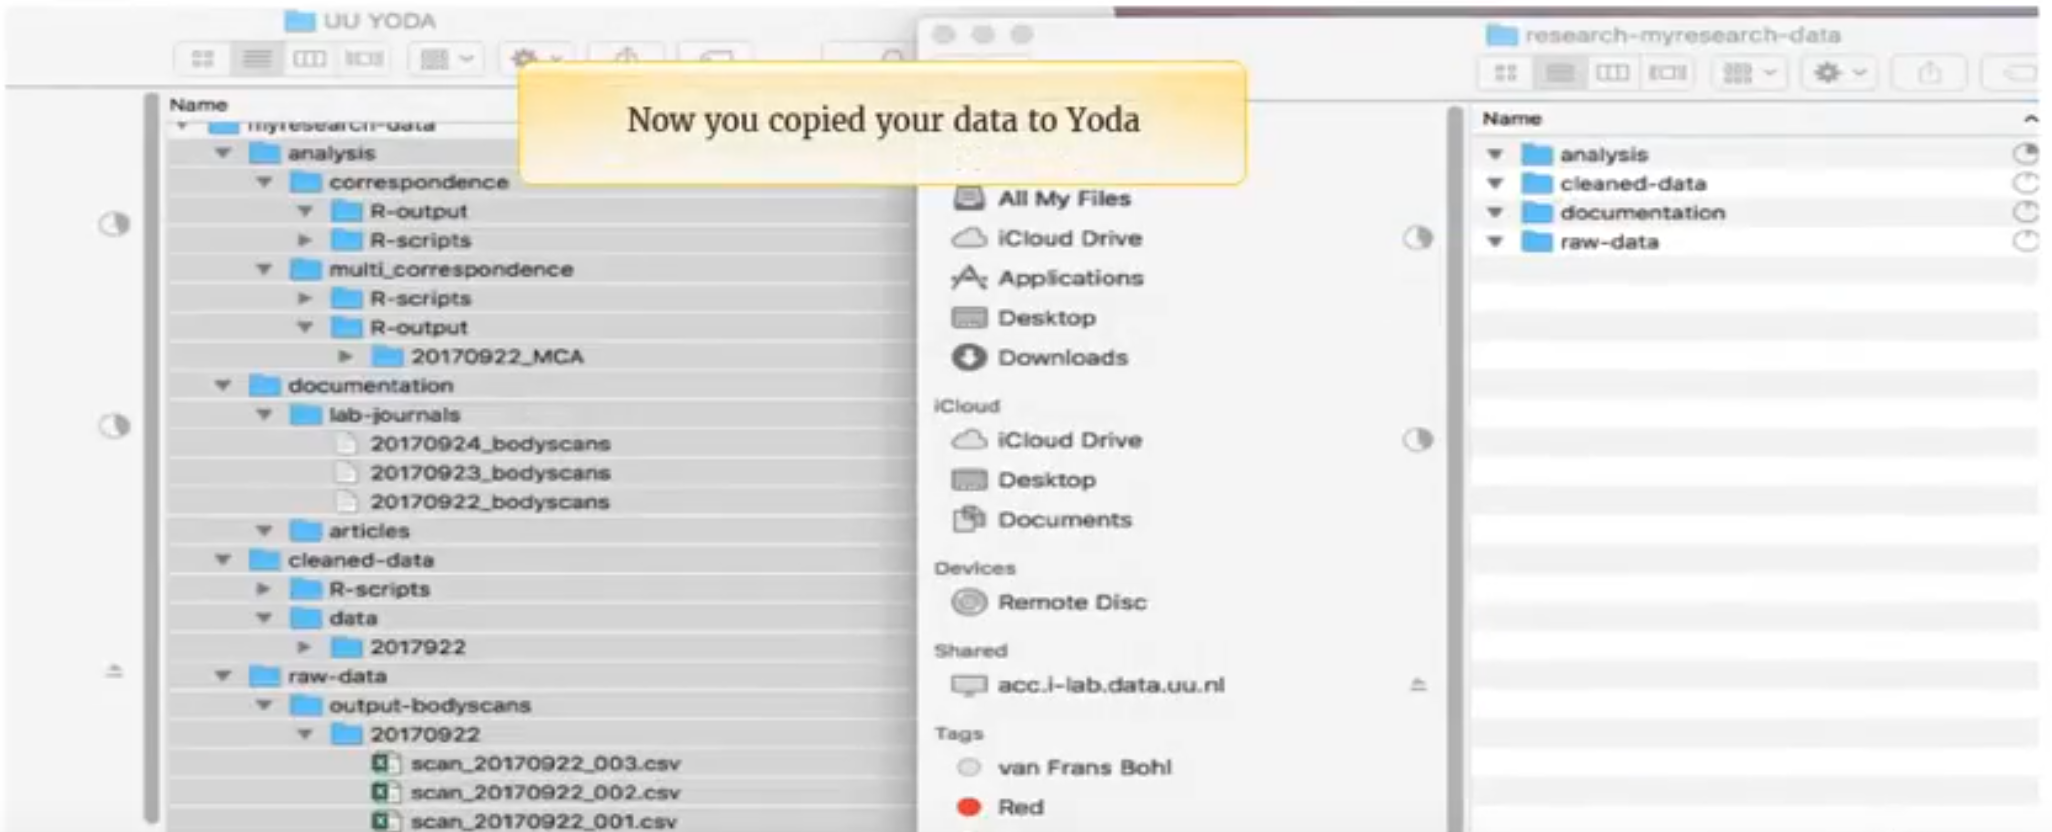 UU YODA
research-myresearch-data
Now you copied your data to Yoda
Name
myresearch-data
analysis
correspondence
R-output
R-scripts
multi_correspondence
R-scripts
R-output
20170922_MCA
documentation
lab-journals
20170924_bodyscans
20170923_bodyscans
20170922_bodyscans
articles
cleaned-data
R-scripts
data
2017922
raw-data
output-bodyscans
20170922
scan_20170922_003.csv
scan_20170922_002.csv
scan_20170922_001.csv
All My Files
iCloud Drive
Applications
Desktop
Downloads
iCloud
iCloud Drive
Desktop
Documents
Devices
Remote Disc
Shared
acc.i-lab.data.uu.nl
Tags
van Frans Bohl
Red
Name
analysis
cleaned-data
documentation
raw-data